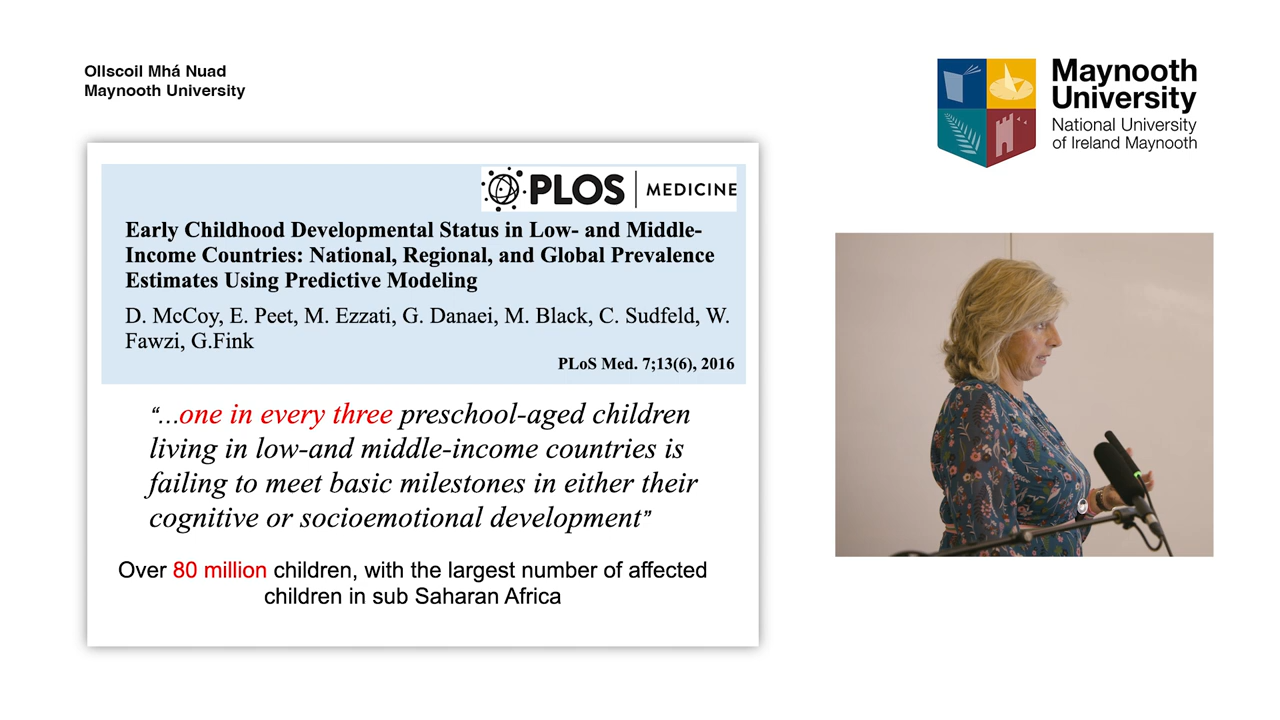 Ollscoil Mhá Nuad
Maynooth University
Maynooth
University
National University
of Ireland Maynooth
PLOS MEDICINE
Early Childhood Developmental Status in Low- and Middle-
Income Countries: National, Regional, and Global Prevalence
Estimates Using Predictive Modeling
D. McCoy, E. Peet, M. Ezzati, G. Danaei, M. Black, C. Sudfeld, W.
Fawzi, G.Fink
PLoS Med. 7;13(6), 2016
“...one in every three preschool-aged children
living in low-and middle-income countries is
failing to meet basic milestones in either their
cognitive or socioemotional development”
Over 80 million children, with the largest number of affected
children in sub Saharan Africa